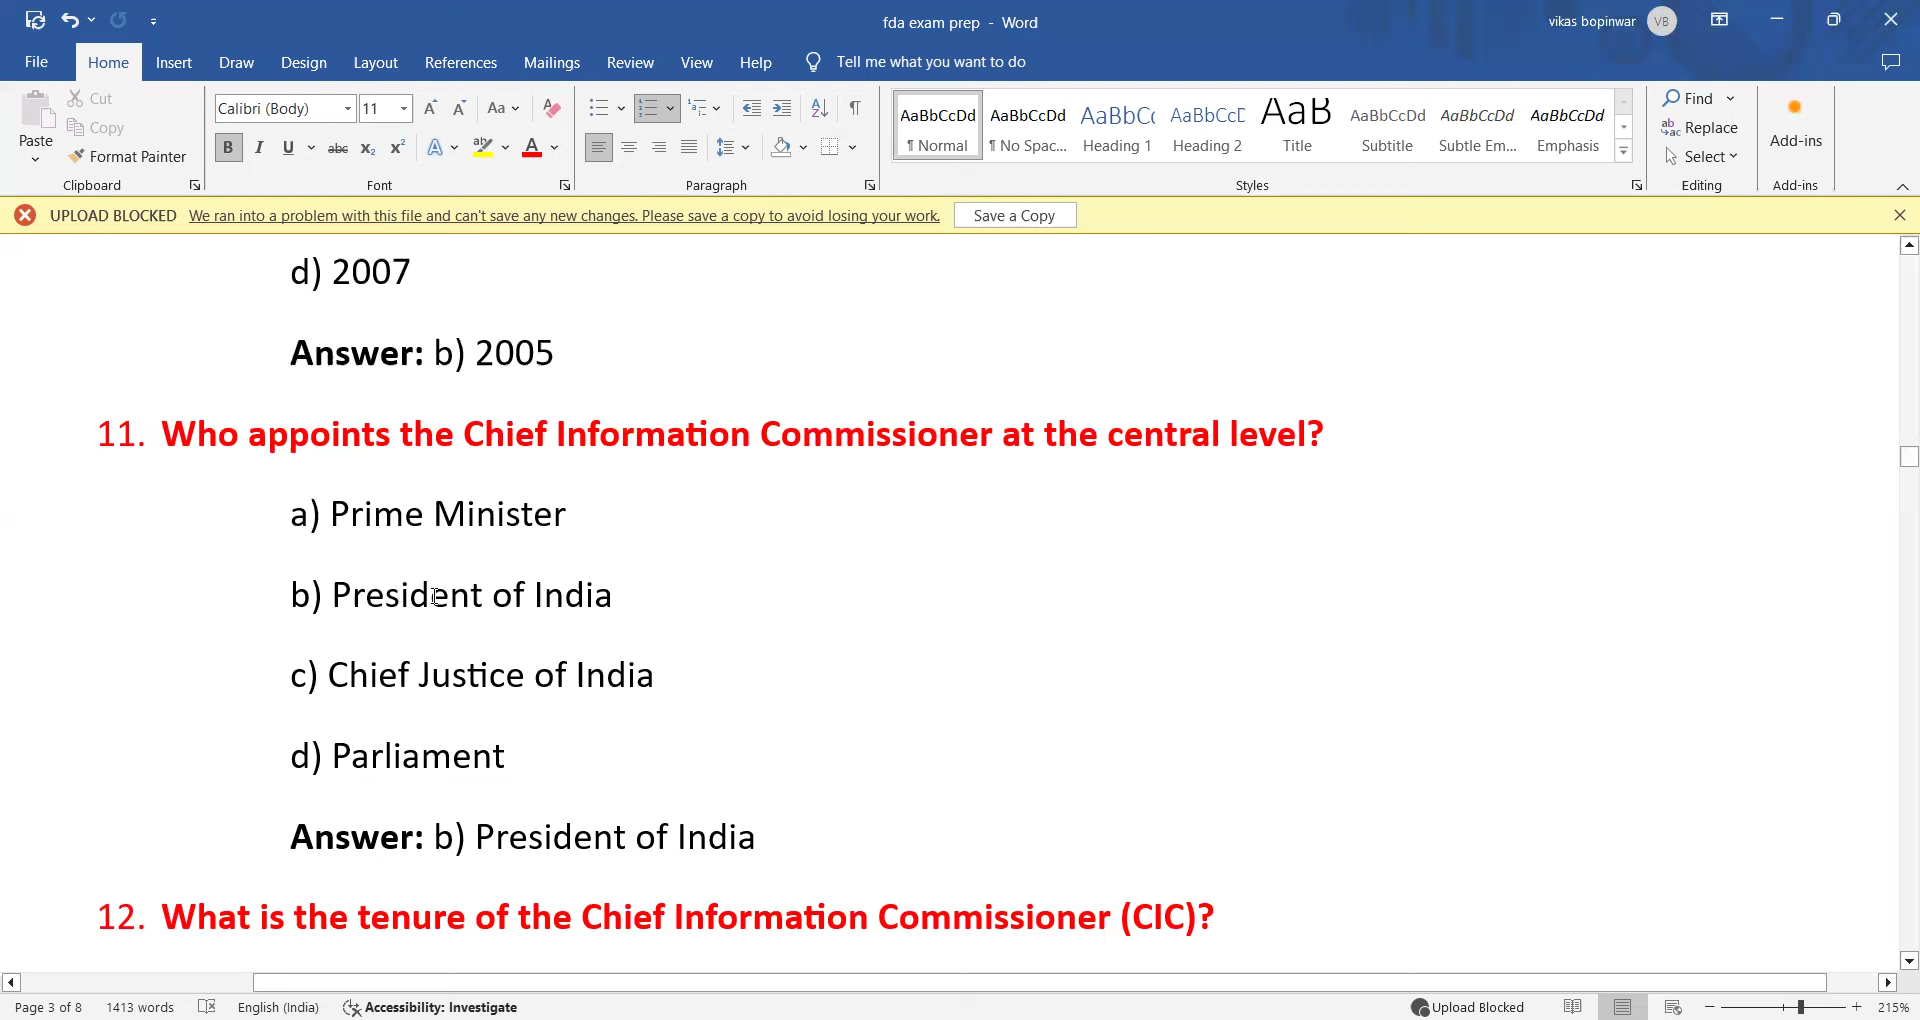 fda exam prep - Word
vikas bopinwar VB
File Home Insert Draw Design Layout References Mailings Review View Help Tell me what you want to do
Paste
Cut
Copy
Format Painter
Clipboard
Calibri (Body) 11
Font
Paragraph
AaBbCcDd ¶ Normal
AaBbCcDd ¶ No Spac...
AaBbC Heading 1
AaBbCcE Heading 2
AaB Title
AaBbCcDd Subtitle
AaBbCcDd Subtle Em...
AaBbCcDd Emphasis
Styles
Find
Replace
Select
Editing
Add-ins
Add-ins
UPLOAD BLOCKED We ran into a problem with this file and can't save any new changes. Please save a copy to avoid losing your work. Save a Copy
d) 2007
Answer: b) 2005
11. Who appoints the Chief Information Commissioner at the central level?
a) Prime Minister
b) President of India
c) Chief Justice of India
d) Parliament
Answer: b) President of India
12. What is the tenure of the Chief Information Commissioner (CIC)?
Page 3 of 8 1413 words English (India) Accessibility: Investigate Upload Blocked 215%